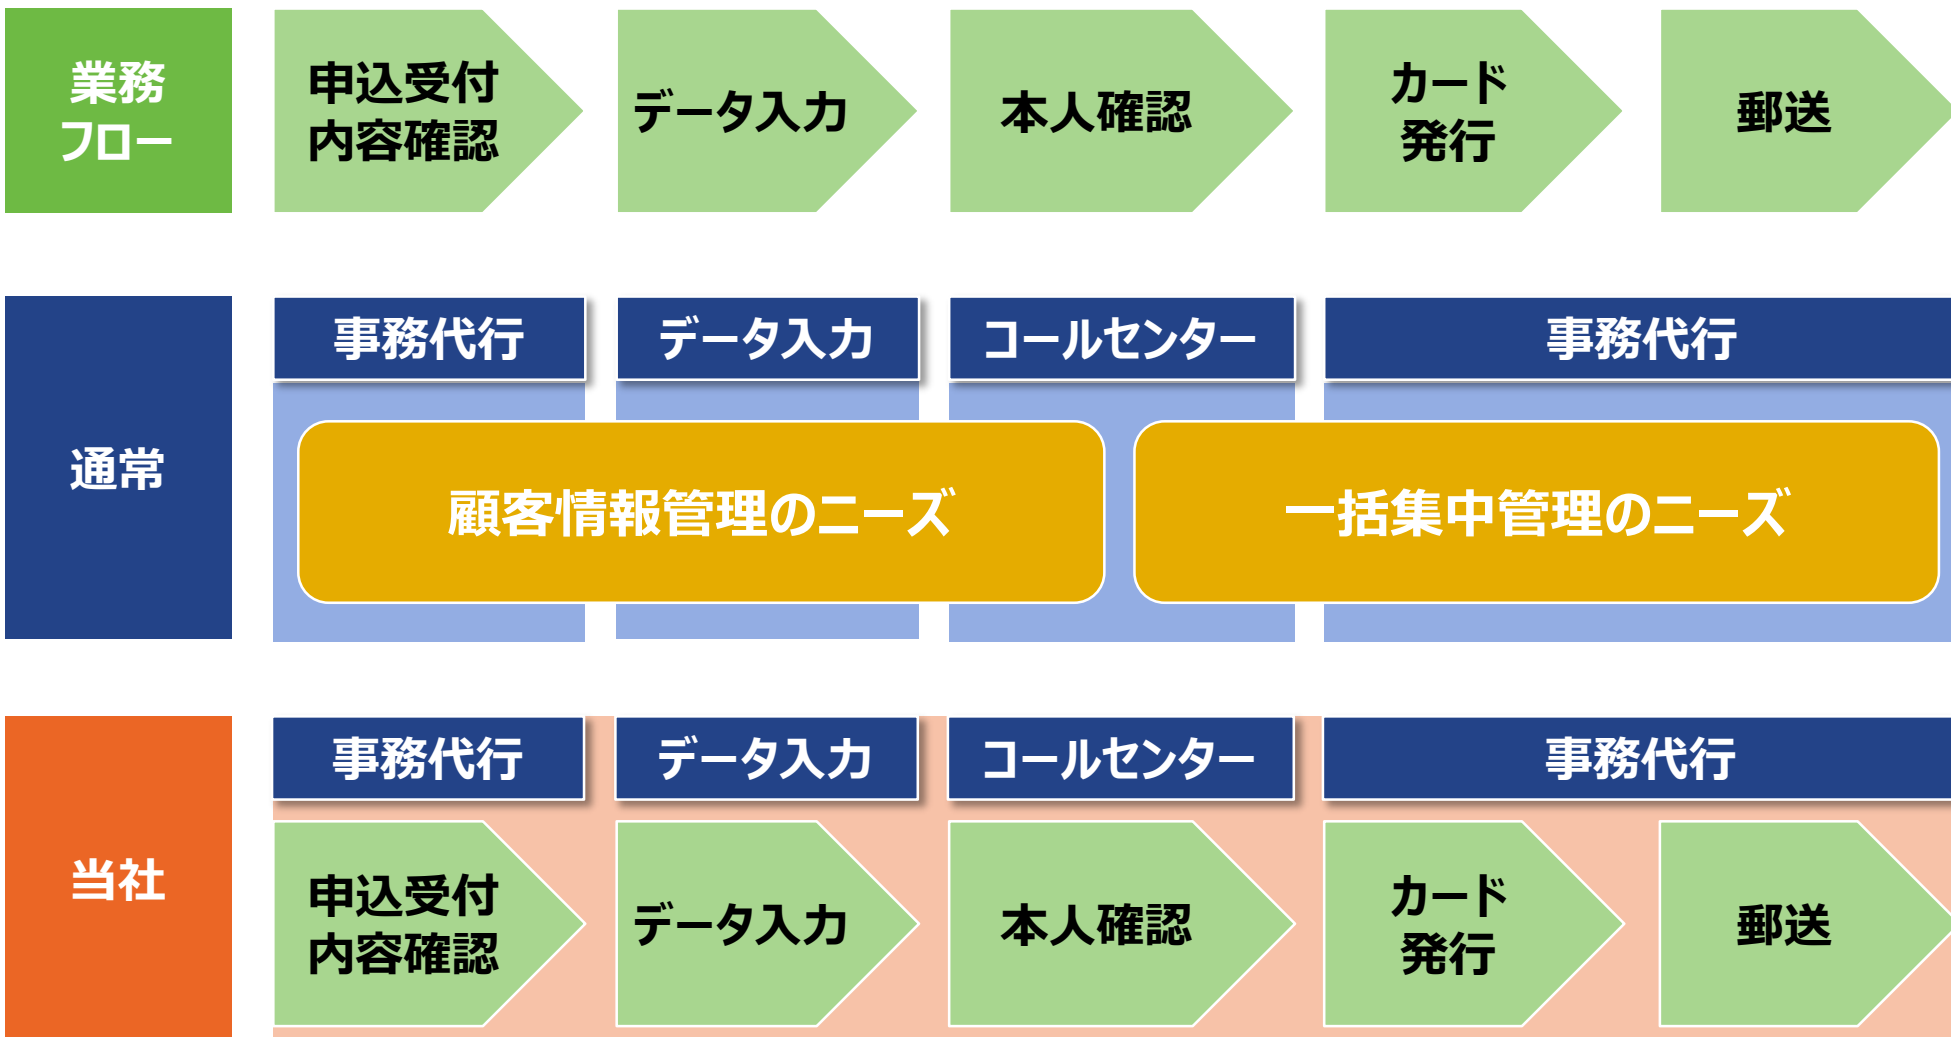 業務
フロー
申込受付
内容確認
データ入力
本人確認
カード
発行
郵送
通常
事務代行
データ入力
コールセンター
事務代行
顧客情報管理のニーズ
一括集中管理のニーズ
当社
事務代行
データ入力
コールセンター
事務代行
申込受付
内容確認
データ入力
本人確認
カード
発行
郵送